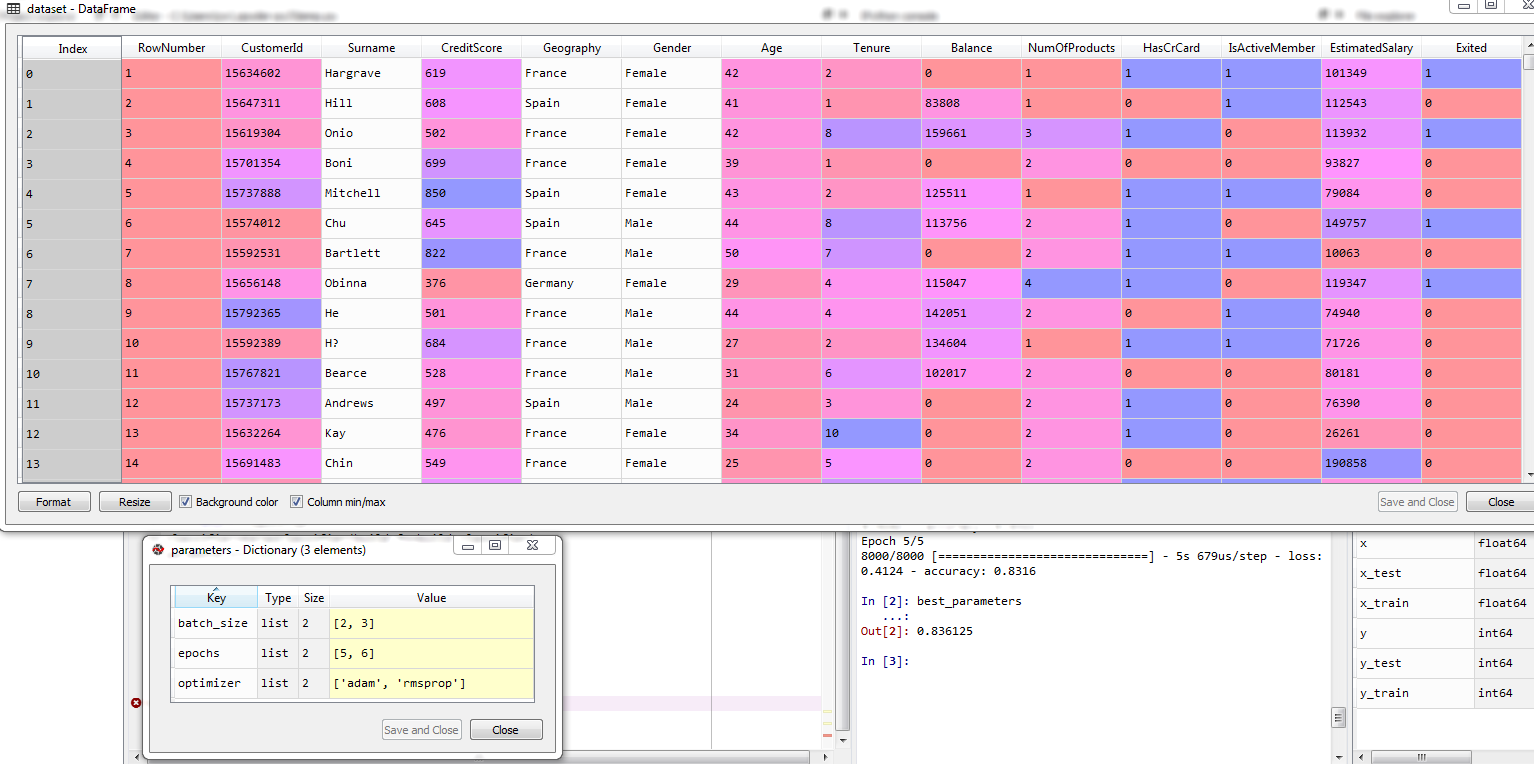 dataset - DataFrame
Index RowNumber CustomerId Surname CreditScore Geography Gender Age Tenure Balance NumOfProducts HasCrCard IsActiveMember EstimatedSalary Exited
0 1 15634602 Hargrave 619 France Female 42 2 0 1 1 1 101349 1
1 2 15647311 Hill 608 Spain Female 41 1 83808 1 0 1 112543 0
2 3 15619304 Onio 502 France Female 42 8 159661 3 1 0 113932 1
3 4 15701354 Boni 699 France Female 39 1 0 2 0 0 93827 0
4 5 15737888 Mitchell 850 Spain Female 43 2 125511 1 1 1 79084 0
5 6 15574012 Chu 645 Spain Male 44 8 113756 2 1 0 149757 1
6 7 15592531 Bartlett 822 France Male 50 7 0 2 1 1 10063 0
7 8 15656148 Obinna 376 Germany Female 29 4 115047 4 1 0 119347 1
8 9 15792365 He 501 France Male 44 4 142051 2 0 1 74940 0
9 10 15592389 H? 684 France Male 27 2 134604 1 1 1 71726 0
10 11 15767821 Bearce 528 France Male 31 6 102017 2 0 0 80181 0
11 12 15737173 Andrews 497 Spain Male 24 3 0 2 1 0 76390 0
12 13 15632264 Kay 476 France Female 34 10 0 2 1 0 26261 0
13 14 15691483 Chin 549 France Female 25 5 0 2 0 0 190858 0
Format Resize Background color Column min/max Save and Close Close
parameters - Dictionary (3 elements)
Key Type Size Value
batch_size list 2 [2, 3]
epochs list 2 [5, 6]
optimizer list 2 ['adam', 'rmsprop']
Save and Close Close
Epoch 5/5
8000/8000 [==============================] - 5s 679us/step - loss:
0.4124 - accuracy: 0.8316
In [2]: best_parameters
...:
Out[2]: 0.836125
In [3]:
x float64
x_test float64
x_train float64
y int64
y_test int64
y_train int64